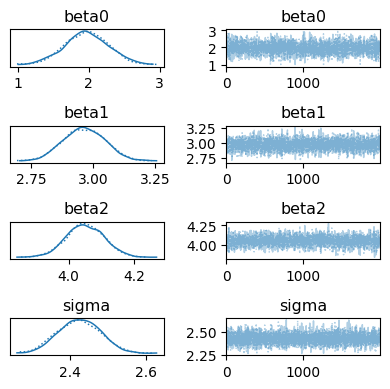 beta0 beta0
3
2
1
1 2 3 0 1000
beta1 beta1
3.25
3.00
2.75
2.75 3.00 3.25 0 1000
beta2 beta2
4.25
4.00
4.0 4.2 0 1000
sigma sigma
2.50
2.25
2.4 2.6 0 1000